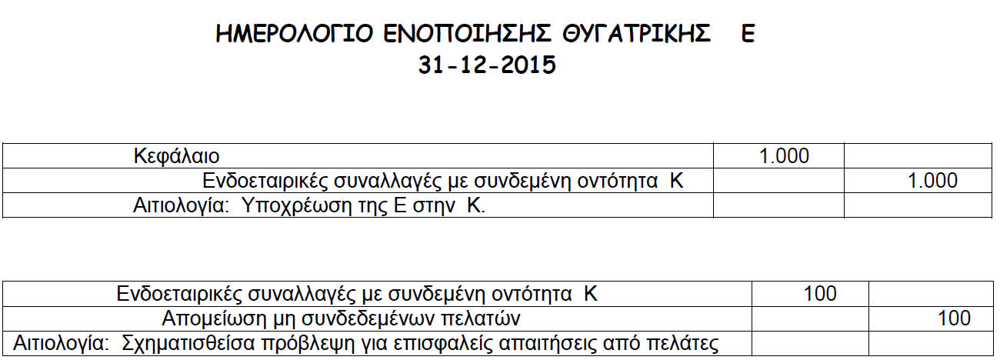 ΗΜΕΡΟΛΟΓΙΟ ΕΝΟΠΟΙΗΣΗΣ ΘΥΓΑΤΡΙΚΗΣ Ε
31-12-2015
Κεφάλαιο 1.000
Ενδοεταιρικές συναλλαγές με συνδεμένη οντότητα Κ 1.000
Αιτιολογία: Υποχρέωση της Ε στην Κ.
Ενδοεταιρικές συναλλαγές με συνδεμένη οντότητα Κ 100
Απομείωση μη συνδεδεμένων πελατών 100
Αιτιολογία: Σχηματισθείσα πρόβλεψη για επισφαλείς απαιτήσεις από πελάτες